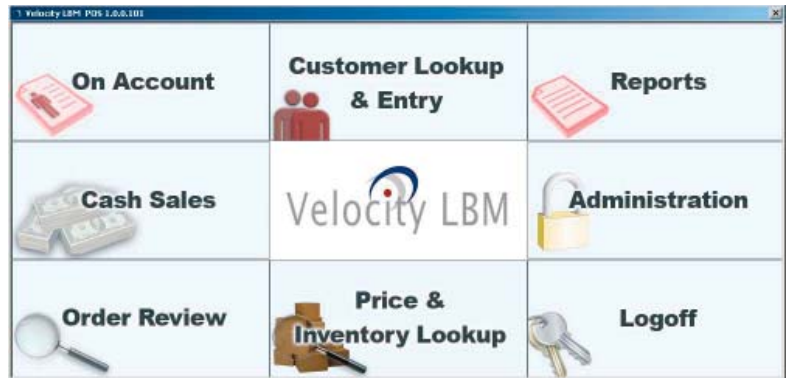 Velocity LBM POS 1.0.0.101
On Account
Customer Lookup
& Entry
Reports
Cash Sales
Velocity LBM
Administration
Order Review
Price &
Inventory Lookup
Logoff